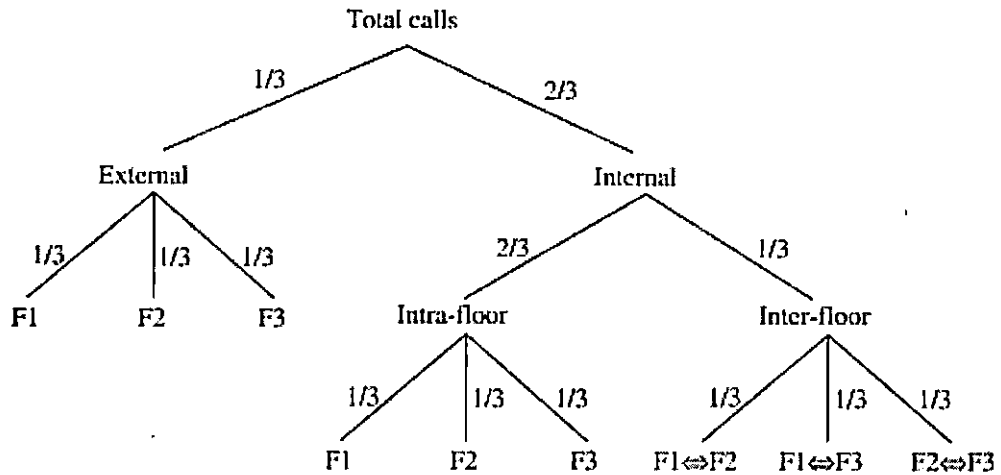 Total calls
1/3 2/3
External Internal
1/3 1/3 1/3 2/3 1/3
F1 F2 F3 Intra-floor Inter-floor
1/3 1/3 1/3 1/3 1/3 1/3
F1 F2 F3 F1⇔F2 F1⇔F3 F2⇔F3